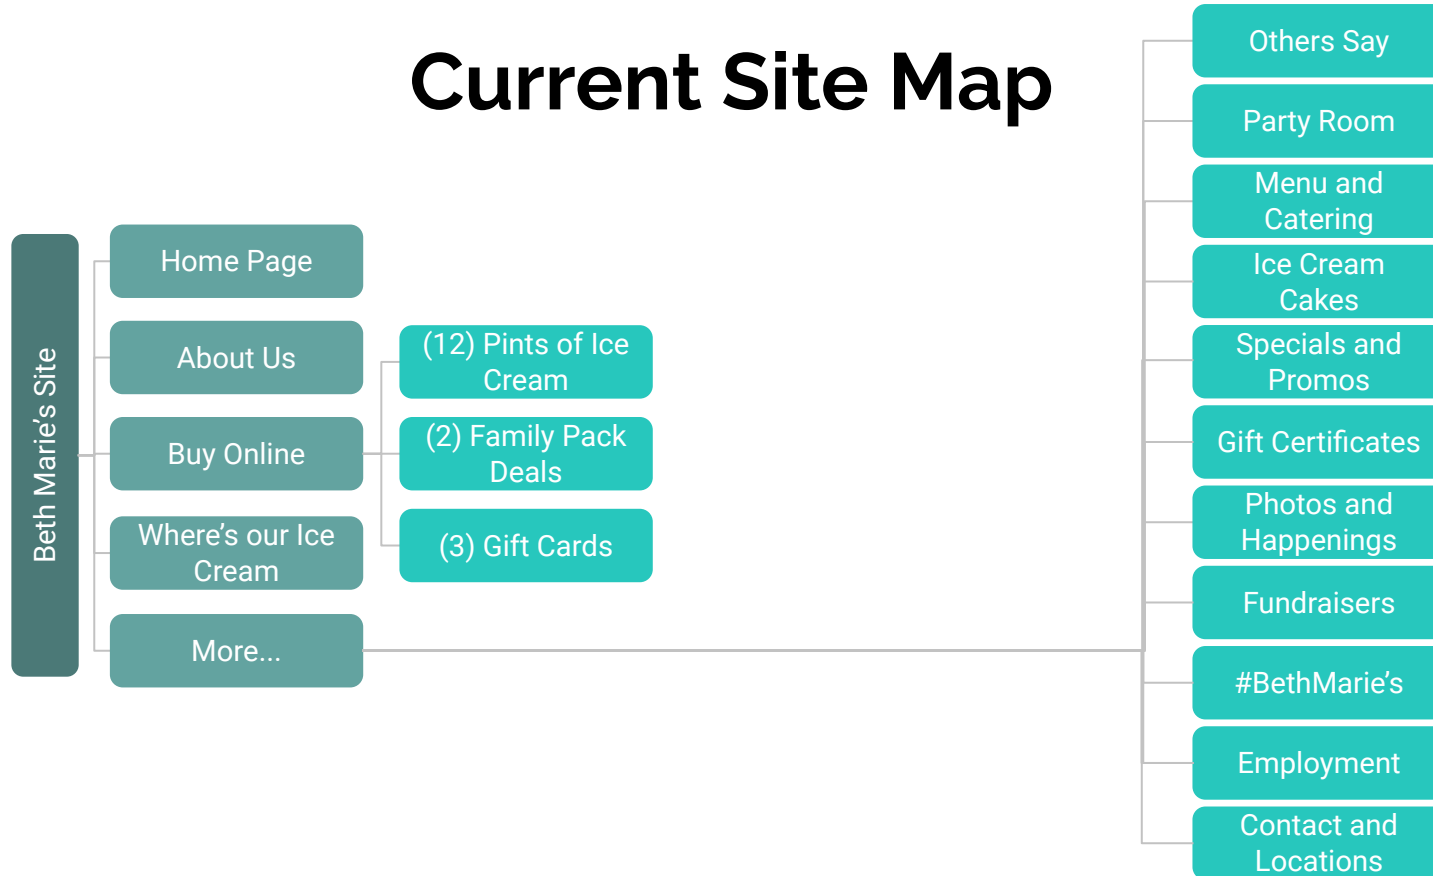 Current Site Map
Beth Marie’s Site
Home Page
About Us
Buy Online
Where’s our Ice
Cream
More...
(12) Pints of Ice
Cream
(2) Family Pack
Deals
(3) Gift Cards
Others Say
Party Room
Menu and
Catering
Ice Cream
Cakes
Specials and
Promos
Gift Certificates
Photos and
Happenings
Fundraisers
#BethMarie’s
Employment
Contact and
Locations